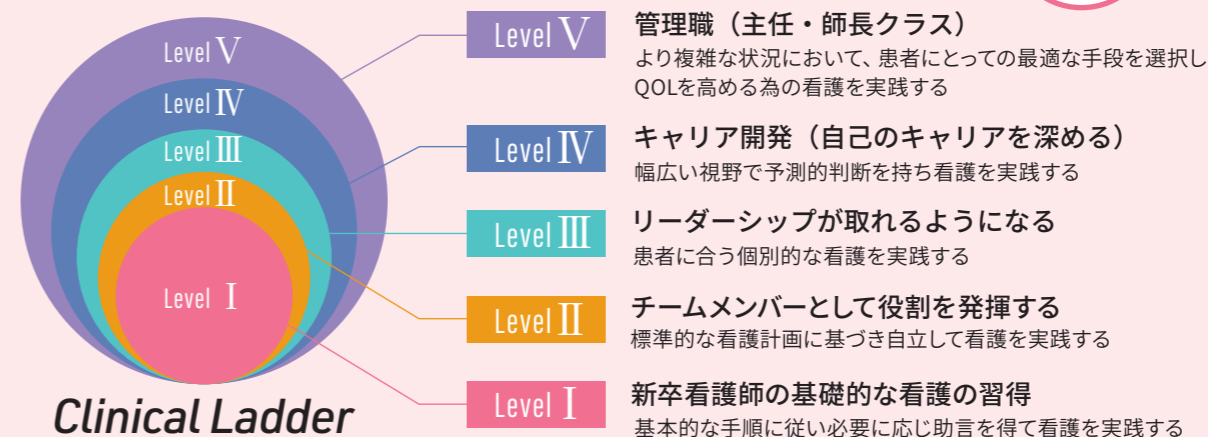 Level Ⅴ
Level Ⅳ
Level Ⅲ
Level Ⅱ
Level Ⅰ
Clinical Ladder
Level Ⅴ
管理職（主任・師長クラス）
より複雑な状況において、患者にとっての最適な手段を選択し
QOLを高める為の看護を実践する
Level Ⅳ
キャリア開発（自己のキャリアを深める）
幅広い視野で予測的判断を持ち看護を実践する
Level Ⅲ
リーダーシップが取れるようになる
患者に合う個別的な看護を実践する
Level Ⅱ
チームメンバーとして役割を発揮する
標準的な看護計画に基づき自立して看護を実践する
Level Ⅰ
新卒看護師の基礎的な看護の習得
基本的な手順に従い必要に応じ助言を得て看護を実践する